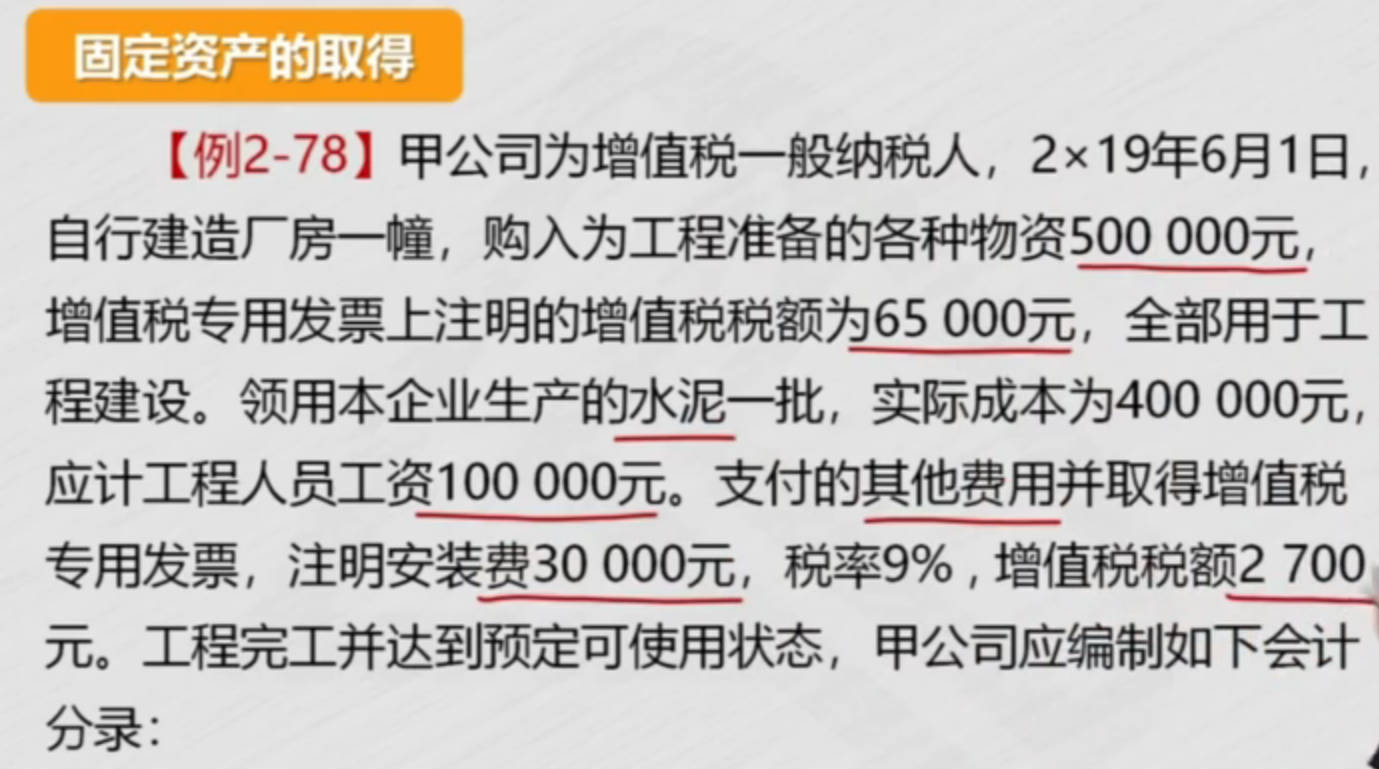 固定资产的取得
【例2-78】甲公司为增值税一般纳税人，2×19年6月1日，
自行建造厂房一幢，购入为工程准备的各种物资500 000元，
增值税专用发票上注明的增值税税额为65 000元，全部用于工
程建设。领用本企业生产的水泥一批，实际成本为400 000元，
应计工程人员工资100 000元。支付的其他费用并取得增值税
专用发票，注明安装费30 000元，税率9%，增值税税额2 700
元。工程完工并达到预定可使用状态，甲公司应编制如下会计
分录：